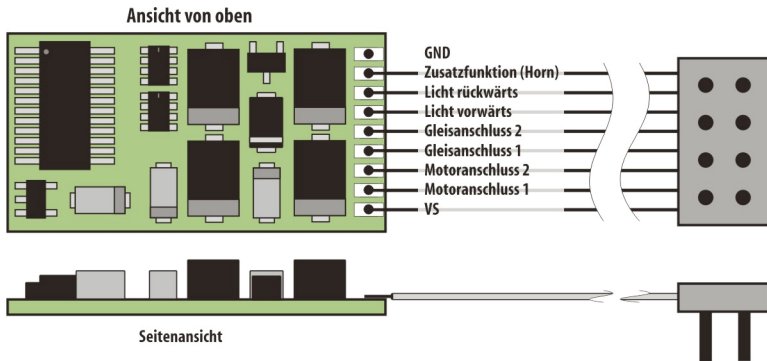 Ansicht von oben
GND
Zusatzfunktion (Horn)
Licht rückwärts
Licht vorwärts
Gleisanschluss 2
Gleisanschluss 1
Motoranschluss 2
Motoranschluss 1
VS
Seitenansicht